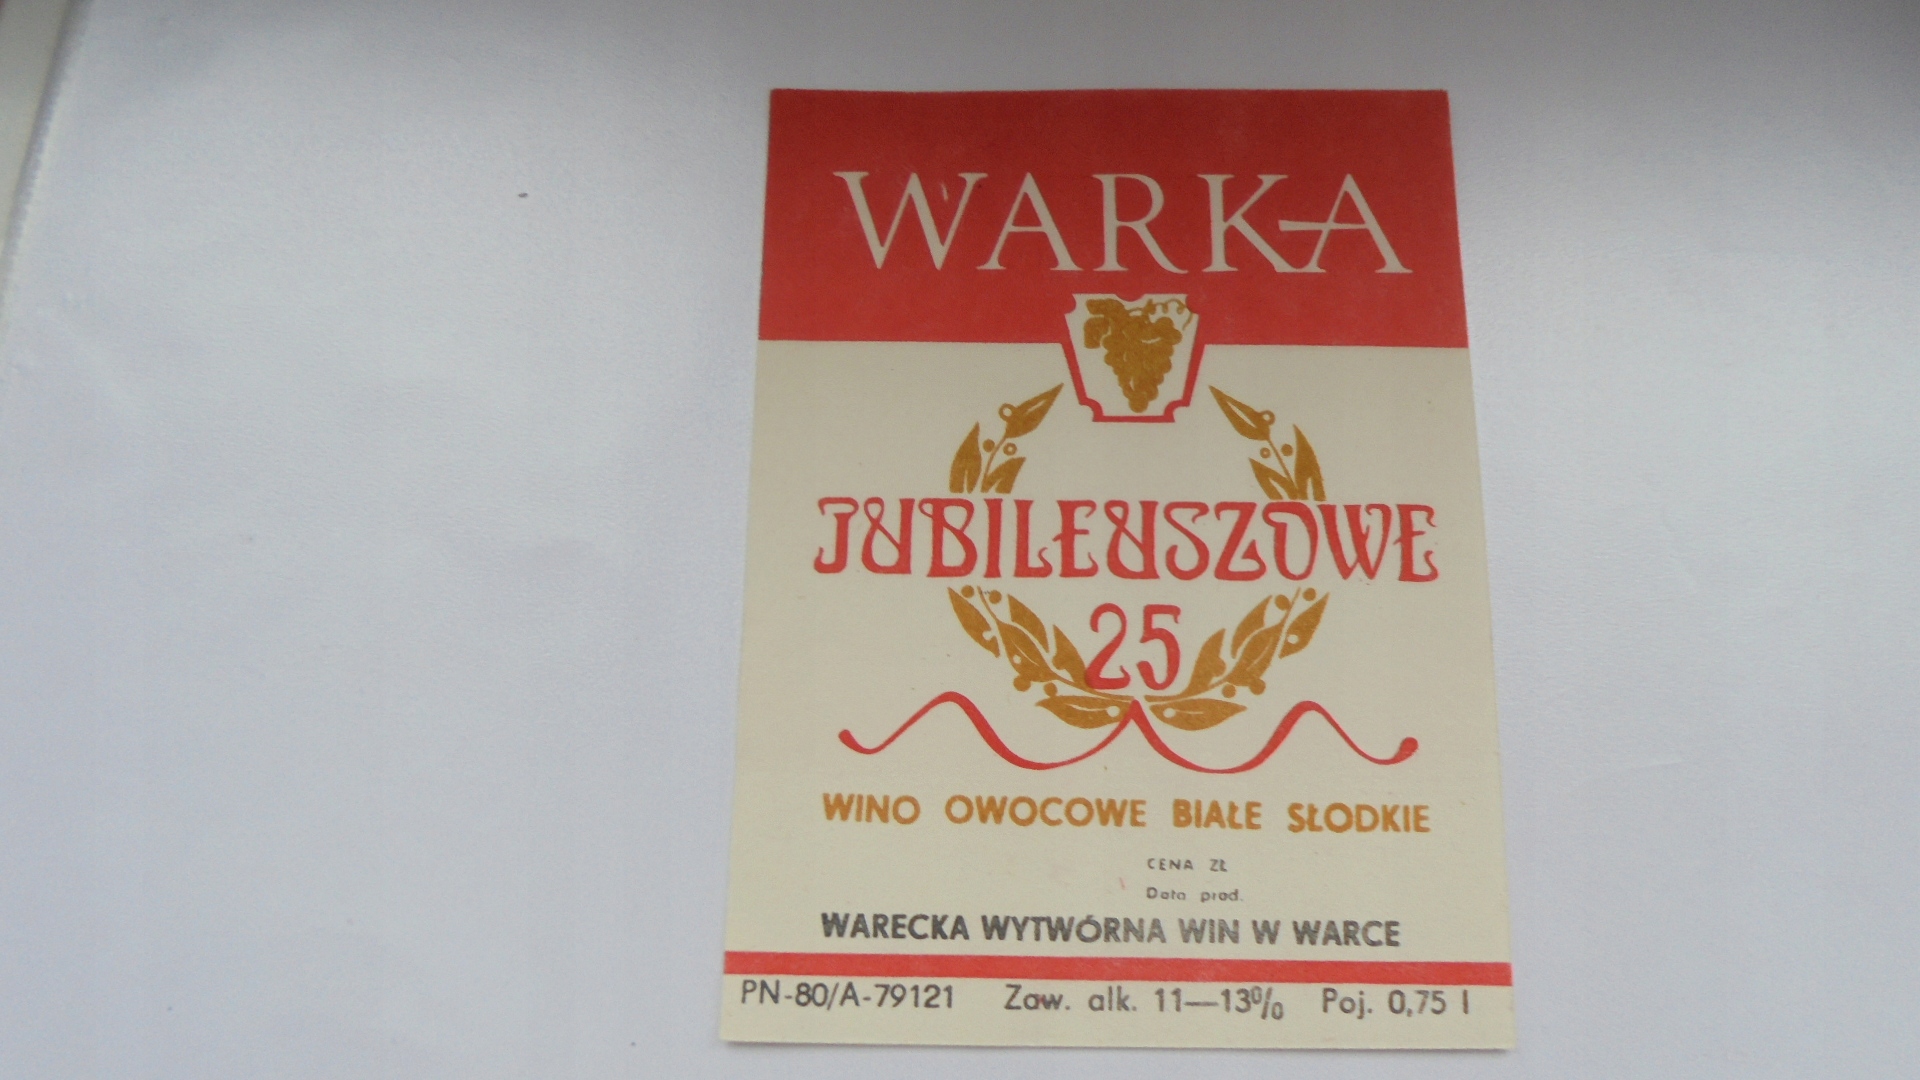 WARKA
JUBILEUSZOWE
25
WINO OWOCOWE BIAŁE SŁODKIE
CENA ZŁ
Data prod.
WARECKA WYTWÓRNA WIN W WARCE
PN-80/A-79121 Zaw. alk. 11—13% Poj. 0,75 l